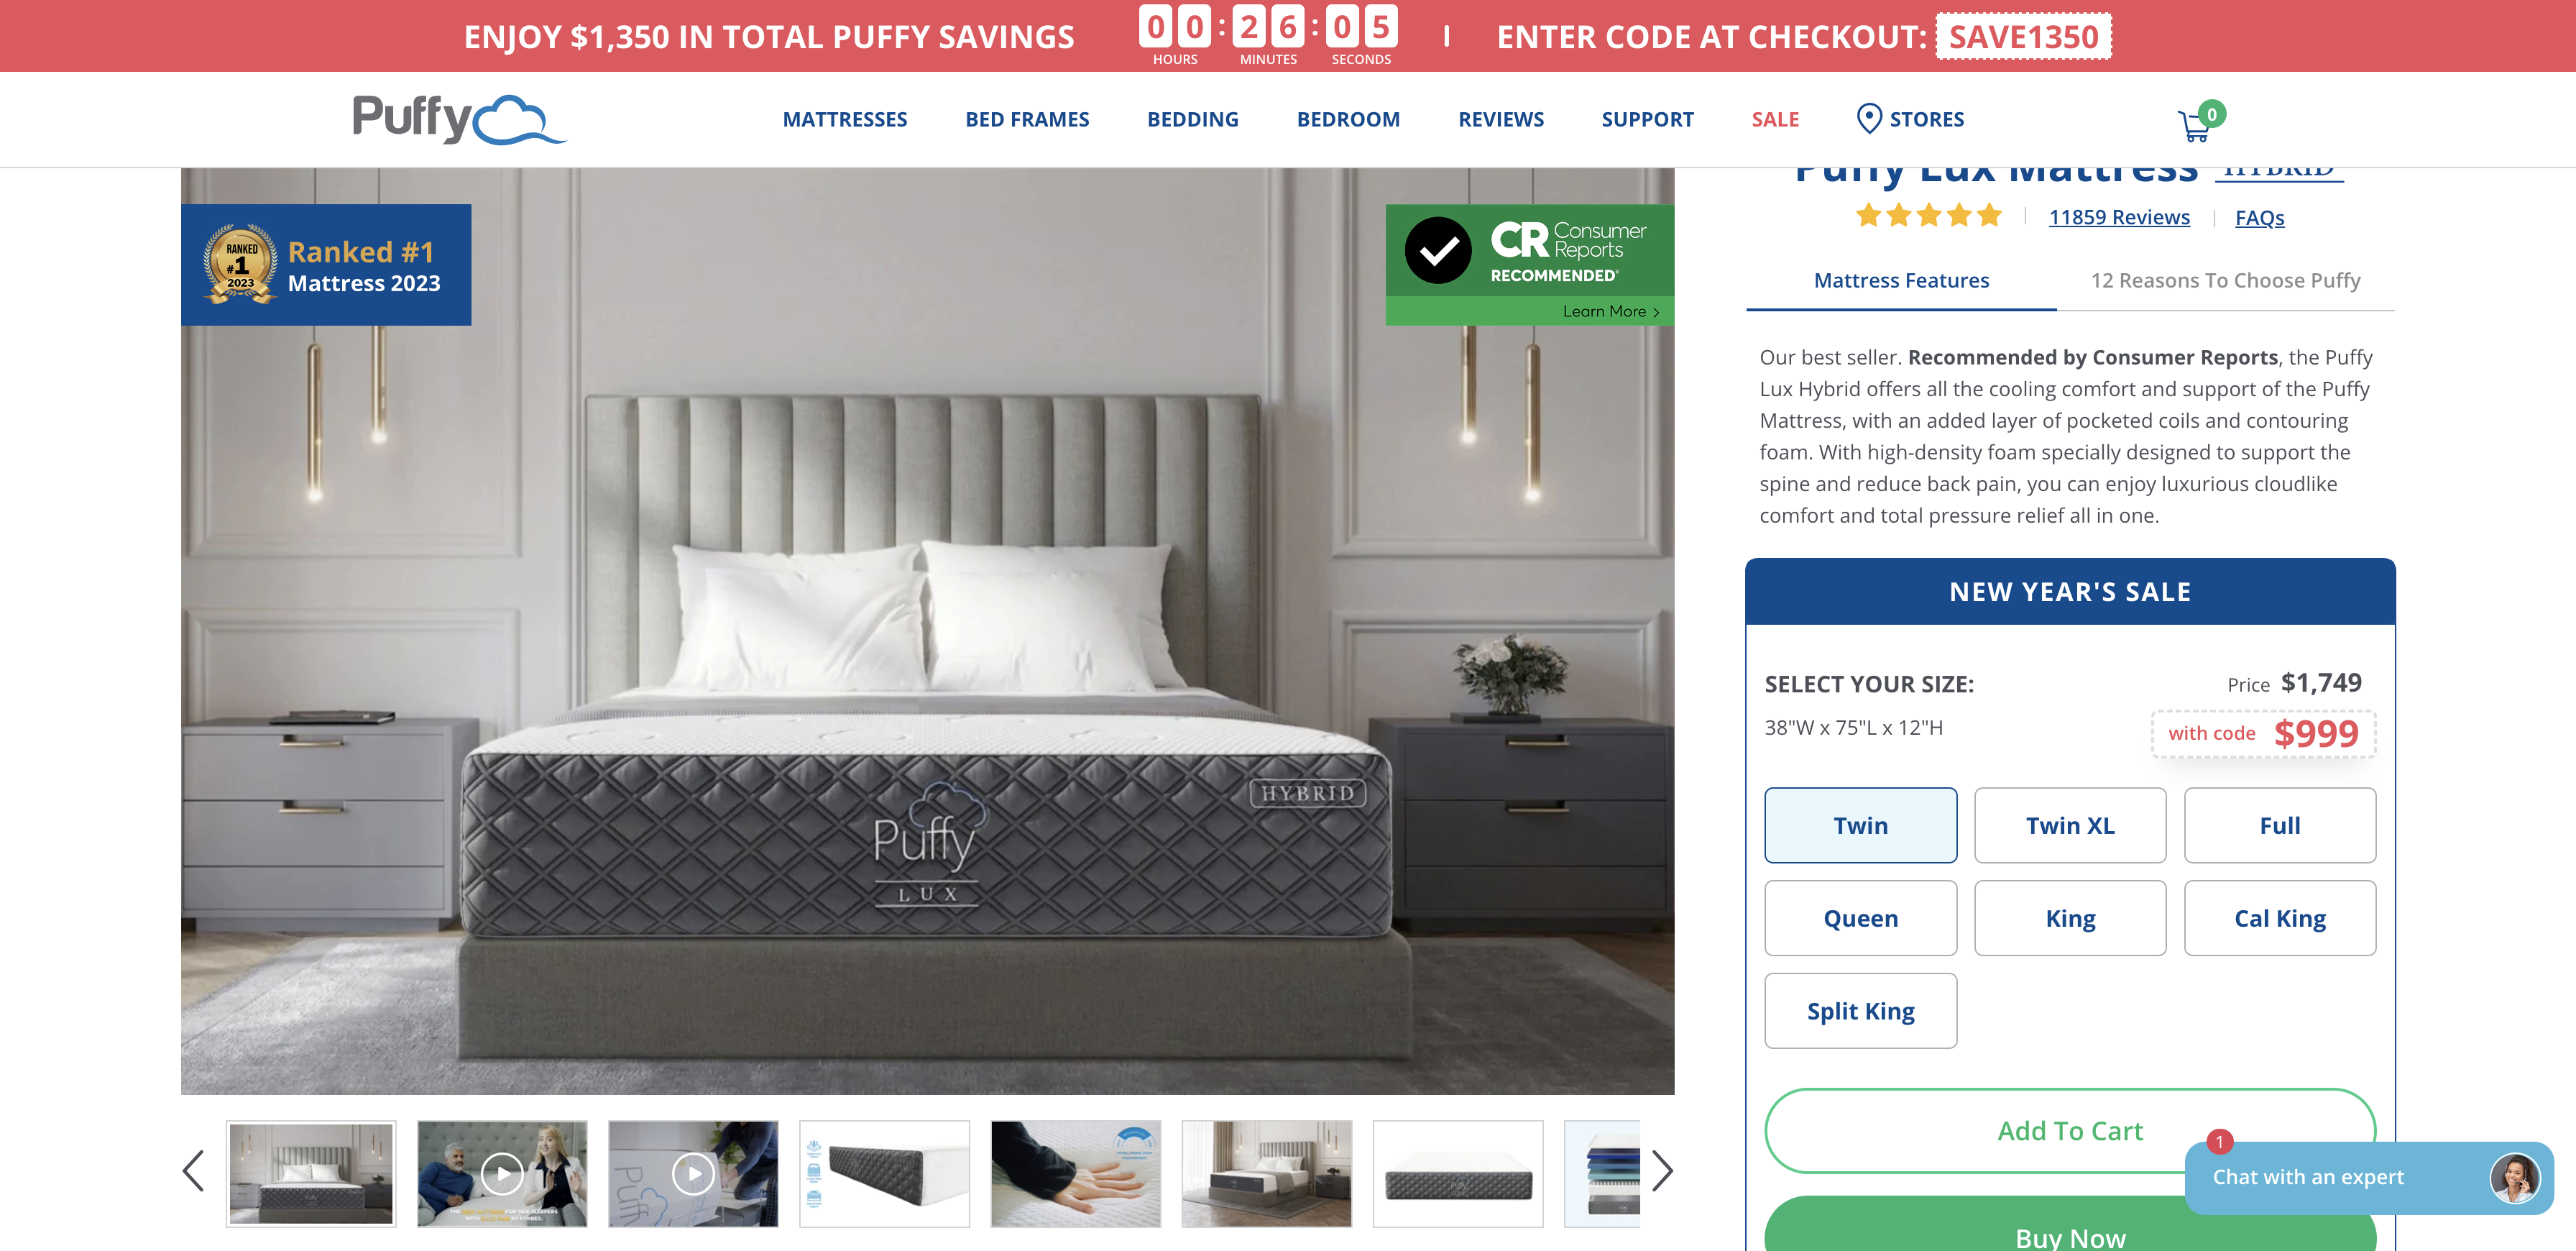 ENJOY $1,350 IN TOTAL PUFFY SAVINGS
00 : 26 : 05
HOURS MINUTES SECONDS
ENTER CODE AT CHECKOUT: SAVE1350
Puffy
MATTRESSES BED FRAMES BEDDING BEDROOM REVIEWS SUPPORT SALE STORES
0
RANKED
#1
2023
Ranked #1
Mattress 2023
CR Consumer
Reports
RECOMMENDED
Learn More >
HYBRID
Puffy
LUX
Puffy Lux Mattress HYBRID
11859 Reviews | FAQs
Mattress Features
12 Reasons To Choose Puffy
Our best seller. Recommended by Consumer Reports, the Puffy
Lux Hybrid offers all the cooling comfort and support of the Puffy
Mattress, with an added layer of pocketed coils and contouring
foam. With high-density foam specially designed to support the
spine and reduce back pain, you can enjoy luxurious cloudlike
comfort and total pressure relief all in one.
NEW YEAR'S SALE
SELECT YOUR SIZE:
Price $1,749
38"W x 75"L x 12"H
with code $999
Twin
Twin XL
Full
Queen
King
Cal King
Split King
Add To Cart
1
Chat with an expert
Buy Now